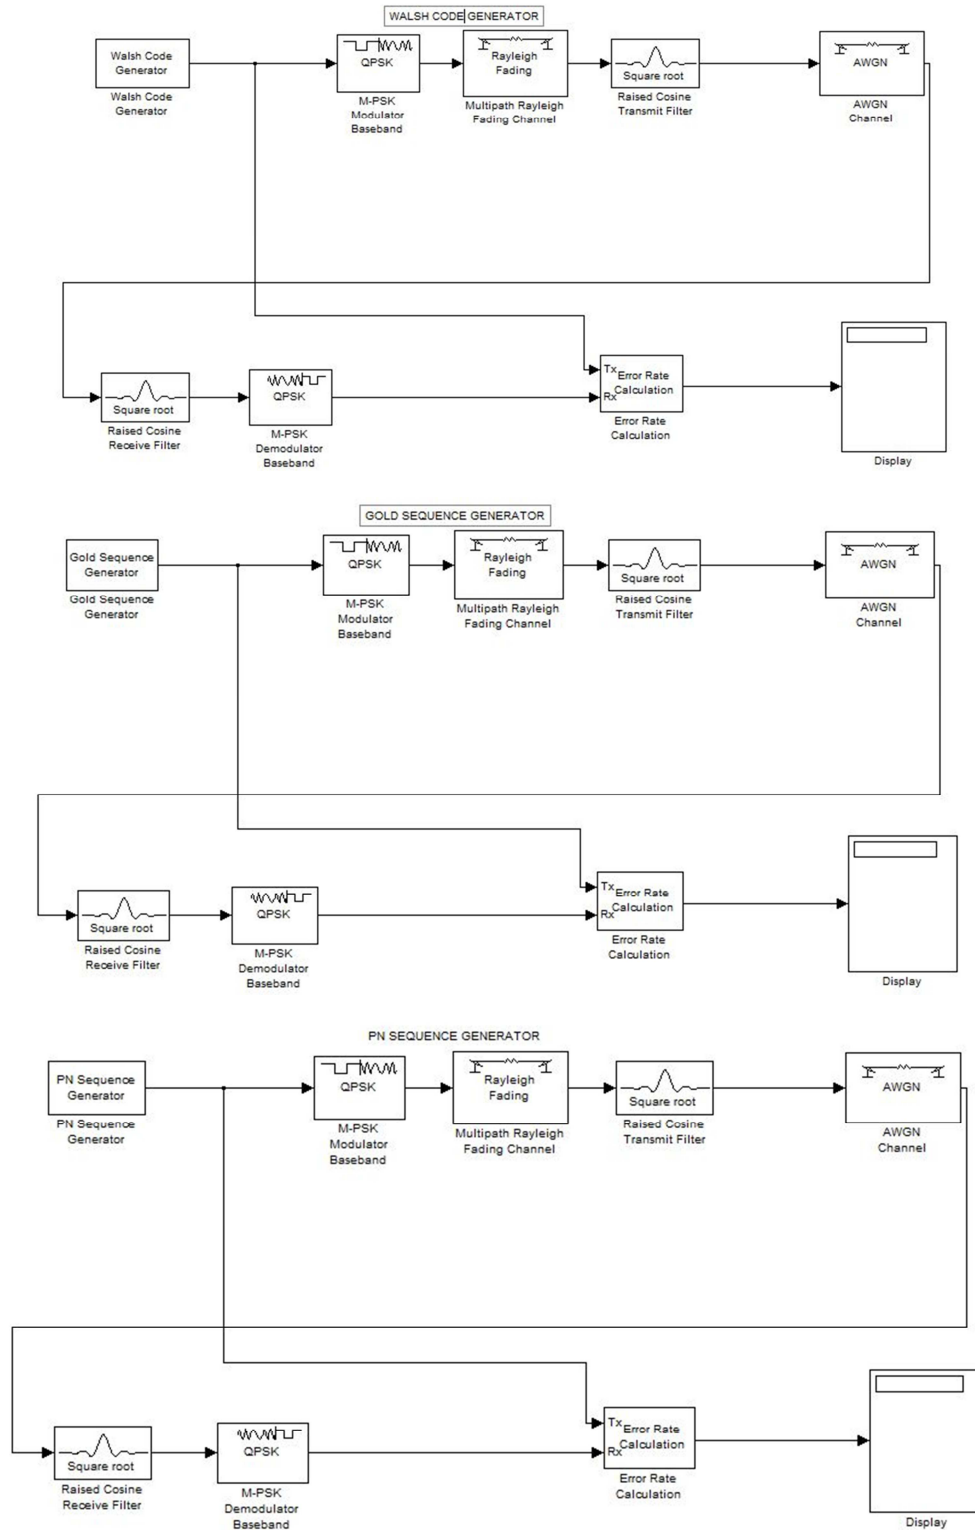 WALSH CODE GENERATOR
Walsh Code
Generator
Walsh Code
Generator
QPSK
M-PSK
Modulator
Baseband
Rayleigh
Fading
Multipath Rayleigh
Fading Channel
Square root
Raised Cosine
Transmit Filter
AWGN
AWGN
Channel
Square root
Raised Cosine
Receive Filter
QPSK
M-PSK
Demodulator
Baseband
Tx
Rx
Error Rate
Calculation
Error Rate
Calculation
Display
GOLD SEQUENCE GENERATOR
Gold Sequence
Generator
Gold Sequence
Generator
QPSK
M-PSK
Modulator
Baseband
Rayleigh
Fading
Multipath Rayleigh
Fading Channel
Square root
Raised Cosine
Transmit Filter
AWGN
AWGN
Channel
Square root
Raised Cosine
Receive Filter
QPSK
M-PSK
Demodulator
Baseband
Tx
Rx
Error Rate
Calculation
Error Rate
Calculation
Display
PN SEQUENCE GENERATOR
PN Sequence
Generator
PN Sequence
Generator
QPSK
M-PSK
Modulator
Baseband
Rayleigh
Fading
Multipath Rayleigh
Fading Channel
Square root
Raised Cosine
Transmit Filter
AWGN
AWGN
Channel
Square root
Raised Cosine
Receive Filter
QPSK
M-PSK
Demodulator
Baseband
Tx
Rx
Error Rate
Calculation
Error Rate
Calculation
Display